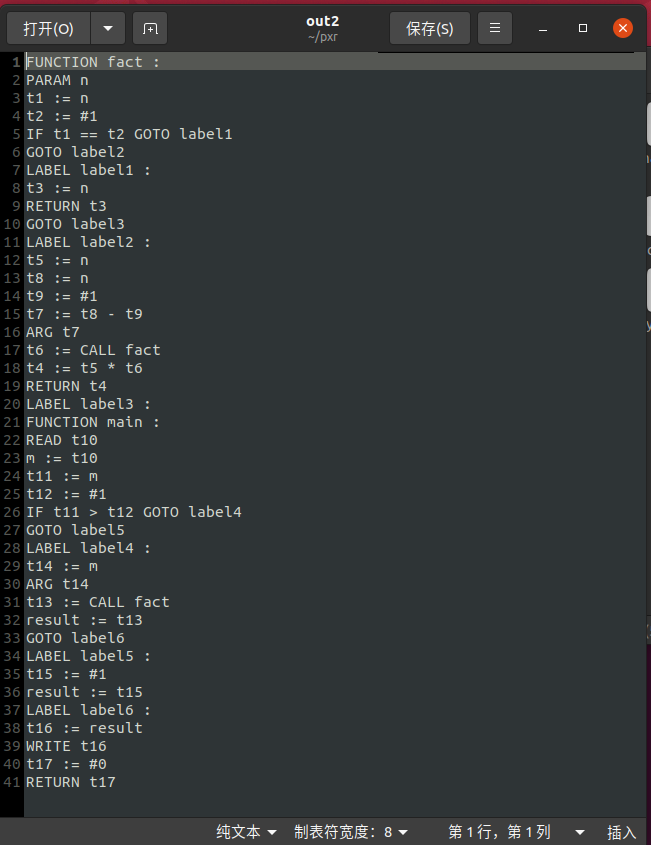 打开(O)
out2
~/pxr
保存(S)
1 FUNCTION fact :
2 PARAM n
3 t1 := n
4 t2 := #1
5 IF t1 == t2 GOTO label1
6 GOTO label2
7 LABEL label1 :
8 t3 := n
9 RETURN t3
10 GOTO label3
11 LABEL label2 :
12 t5 := n
13 t8 := n
14 t9 := #1
15 t7 := t8 - t9
16 ARG t7
17 t6 := CALL fact
18 t4 := t5 * t6
19 RETURN t4
20 LABEL label3 :
21 FUNCTION main :
22 READ t10
23 m := t10
24 t11 := m
25 t12 := #1
26 IF t11 > t12 GOTO label4
27 GOTO label5
28 LABEL label4 :
29 t14 := m
30 ARG t14
31 t13 := CALL fact
32 result := t13
33 GOTO label6
34 LABEL label5 :
35 t15 := #1
36 result := t15
37 LABEL label6 :
38 t16 := result
39 WRITE t16
40 t17 := #0
41 RETURN t17
纯文本 制表符宽度：8 第 1 行，第 1 列 插入